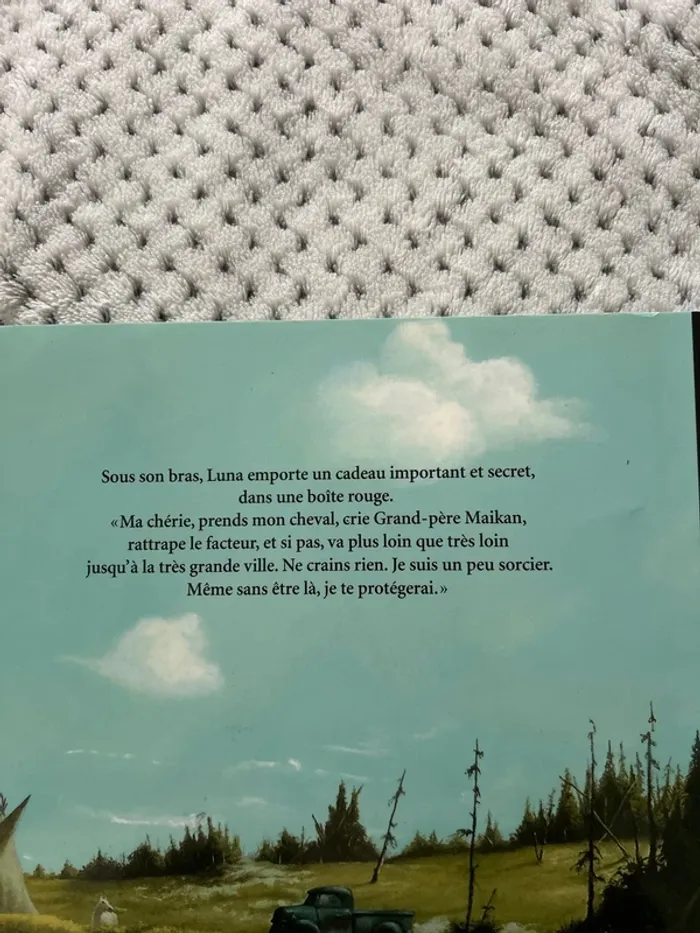 Sous son bras, Luna emporte un cadeau important et secret,
dans une boîte rouge.
«Ma chérie, prends mon cheval, crie Grand-père Maikan,
rattrape le facteur, et si pas, va plus loin que très loin
jusqu'à la très grande ville. Ne crains rien. Je suis un peu sorcier.
Même sans être là, je te protégerai.»